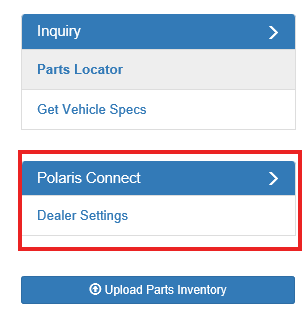 Inquiry
Parts Locator
Get Vehicle Specs
Polaris Connect
Dealer Settings
Upload Parts Inventory